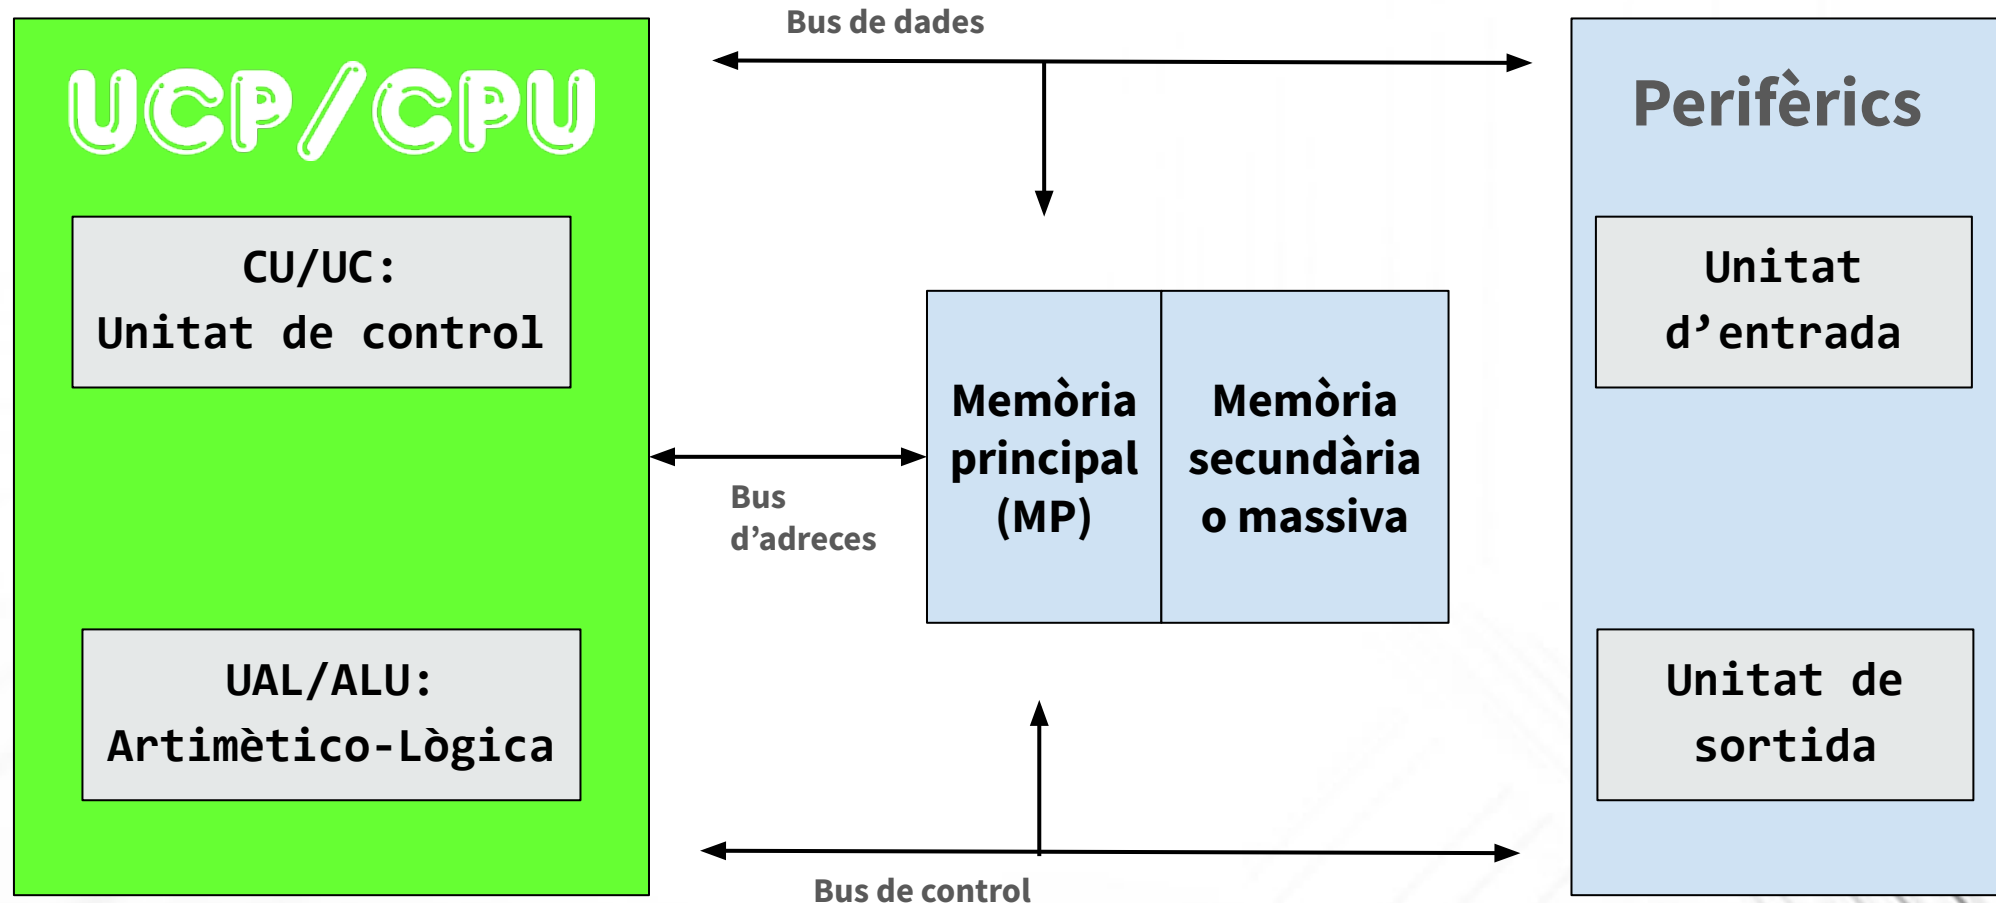 Bus de dades
UCP/CPU
CU/UC:
Unitat de control
UAL/ALU:
Artimètico-Lògica
Bus
d’adreces
Memòria
principal
(MP)
Memòria
secundària
o massiva
Bus de control
Perifèrics
Unitat
d’entrada
Unitat de
sortida